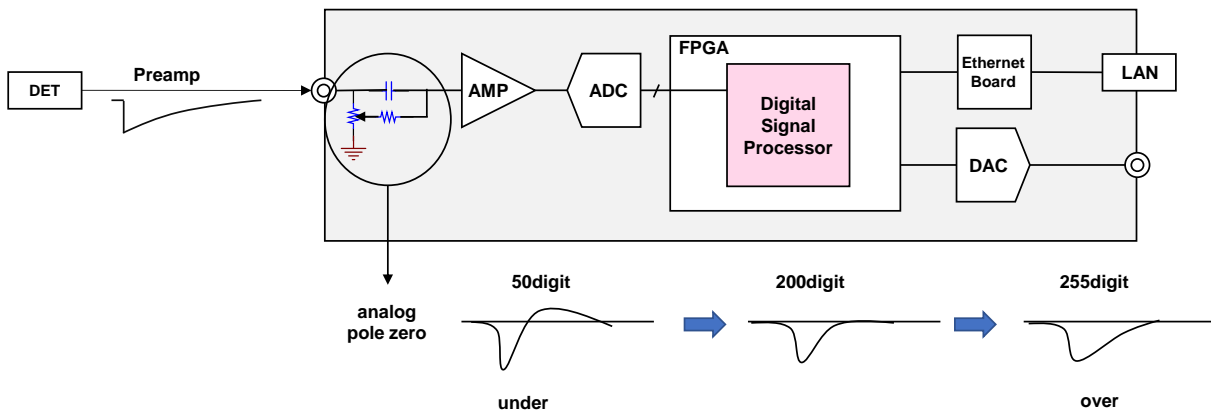 FPGA
Preamp
DET
AMP
ADC
Ethernet
Board
LAN
Digital
Signal
Processor
DAC
analog
pole zero
50digit
200digit
255digit
under
over